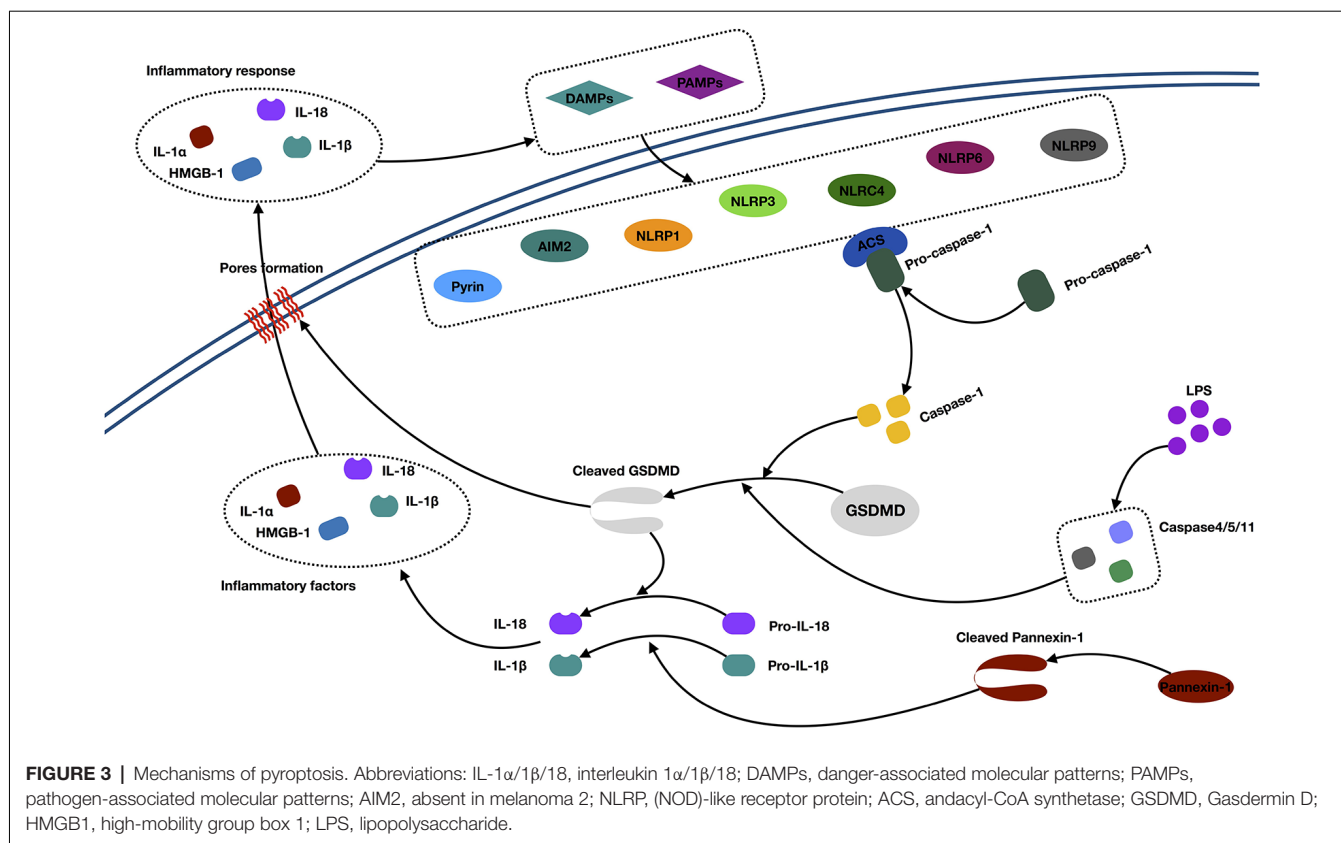 Inflammatory response
IL-18
IL-1α
IL-1β
HMGB-1
DAMPs
PAMPs
Pyrin
AIM2
NLRP1
NLRP3
NLRC4
NLRP6
NLRP9
Pores formation
ACS
Pro-caspase-1
Pro-caspase-1
Caspase-1
LPS
Caspase4/5/11
Cleaved GSDMD
GSDMD
IL-18
IL-1α
IL-1β
HMGB-1
Inflammatory factors
IL-18
Pro-IL-18
IL-1β
Pro-IL-1β
Cleaved Pannexin-1
Pannexin-1
FIGURE 3 | Mechanisms of pyroptosis. Abbreviations: IL-1α/1β/18, interleukin 1α/1β/18; DAMPs, danger-associated molecular patterns; PAMPs,
pathogen-associated molecular patterns; AIM2, absent in melanoma 2; NLRP, (NOD)-like receptor protein; ACS, andacyl-CoA synthetase; GSDMD, Gasdermin D;
HMGB1, high-mobility group box 1; LPS, lipopolysaccharide.